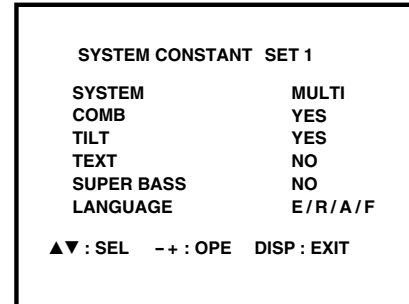 SYSTEM CONSTANT SET 1
SYSTEM MULTI
COMB YES
TILT YES
TEXT NO
SUPER BASS NO
LANGUAGE E/R/A/F
▲▼ : SEL -+ : OPE DISP : EXIT